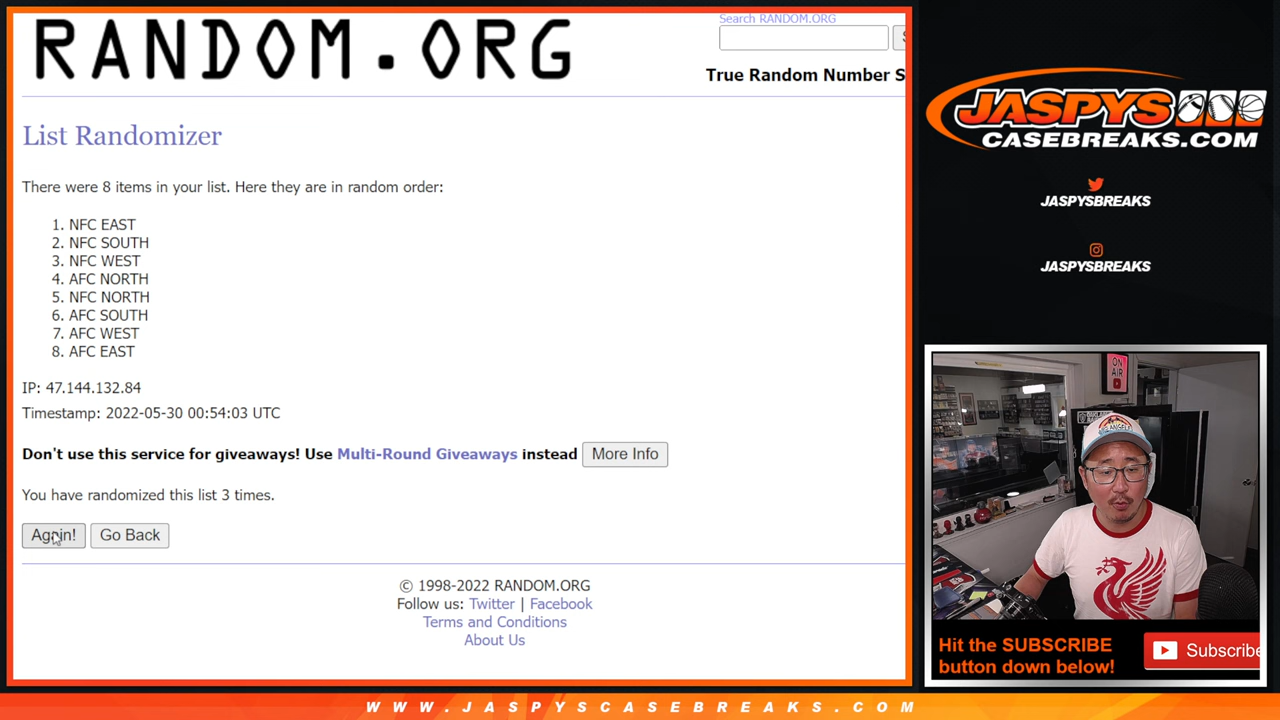 RANDOM.ORG
Search RANDOM.ORG
True Random Number S
List Randomizer
There were 8 items in your list. Here they are in random order:
1. NFC EAST
2. NFC SOUTH
3. NFC WEST
4. AFC NORTH
5. NFC NORTH
6. AFC SOUTH
7. AFC WEST
8. AFC EAST
IP: 47.144.132.84
Timestamp: 2022-05-30 00:54:03 UTC
Don't use this service for giveaways! Use Multi-Round Giveaways instead More Info
You have randomized this list 3 times.
Again! Go Back
© 1998-2022 RANDOM.ORG
Follow us: Twitter | Facebook
Terms and Conditions
About Us
JASPYS
CASEBREAKS.COM
JASPYSBREAKS
JASPYSBREAKS
ON
AIR
Hit the SUBSCRIBE
button down below!
Subscribe
WWW.JASPYSCASEBREAKS.COM